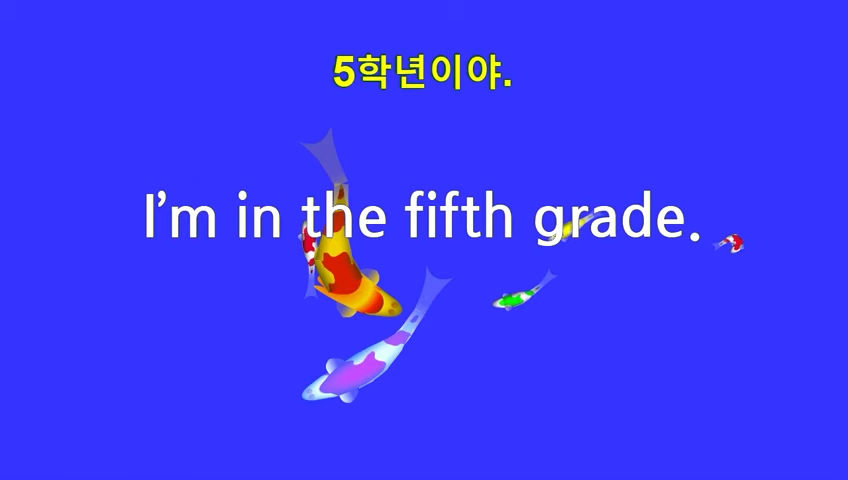 5학년이야.
I’m in the fifth grade.